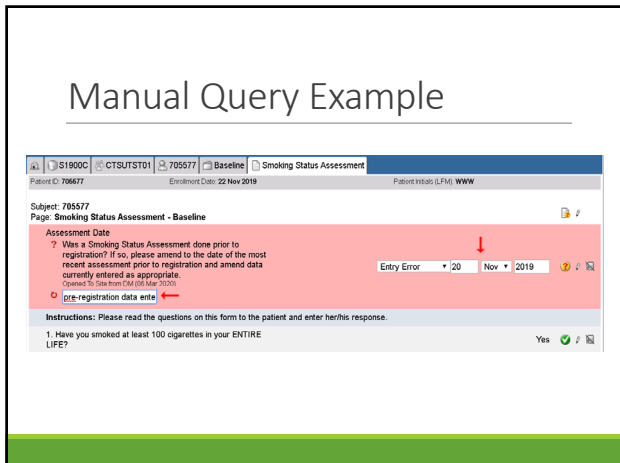 Manual Query Example
S1900C CTSUTST01 705577 Baseline Smoking Status Assessment
Patient ID: 705577 Enrollment Date: 22 Nov 2019 Patient Initials (LFM): WWW
Subject: 705577
Page: Smoking Status Assessment - Baseline
Assessment Date
? Was a Smoking Status Assessment done prior to
registration? If so, please amend to the date of the most
recent assessment prior to registration and amend data
currently entered as appropriate.
Opened To Site from DM (06 Mar 2020)
Entry Error 20 Nov 2019
pre-registration data ente
Instructions: Please read the questions on this form to the patient and enter her/his response.
1. Have you smoked at least 100 cigarettes in your ENTIRE
LIFE?
Yes